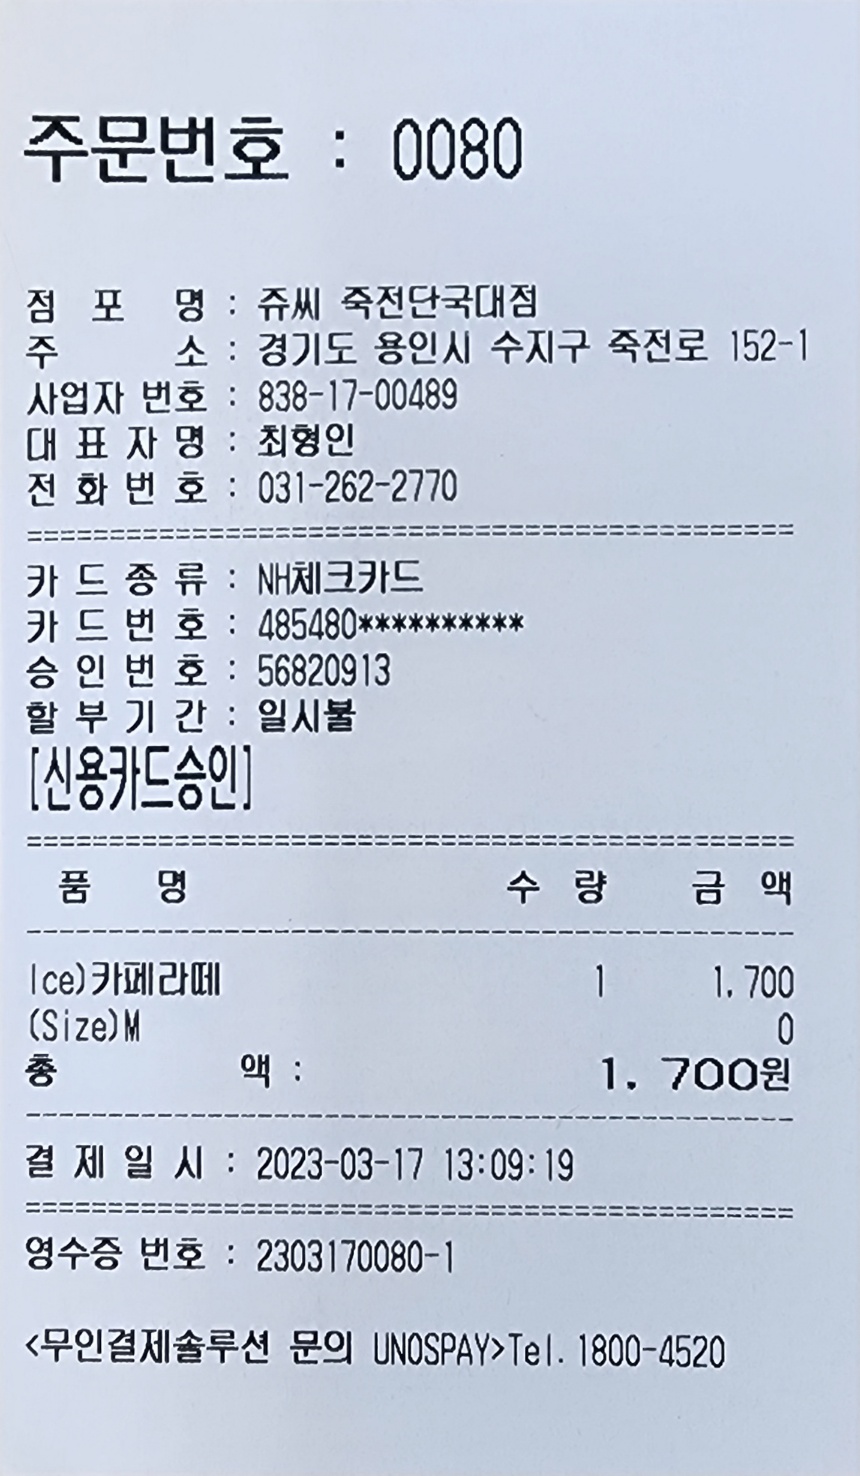 주문번호 : 0080
점 포 명 : 쥬씨 죽전단국대점
주 소 : 경기도 용인시 수지구 죽전로 152-1
사업자 번호 : 838-17-00489
대 표 자 명 : 최형인
전 화 번 호 : 031-262-2770
===============================================
카 드 종 류 : NH체크카드
카 드 번 호 : 485480**********
승 인 번 호 : 56820913
할 부 기 간 : 일시불
[신용카드승인]
===============================================
품 명 수 량 금 액
-----------------------------------------------
Ice)카페라떼 1 1,700
(Size)M 0
총 액 : 1,700원
-----------------------------------------------
결 제 일 시 : 2023-03-17 13:09:19
===============================================
영수증 번호 : 2303170080-1
<무인결제솔루션 문의 UNOSPAY>Tel.1800-4520